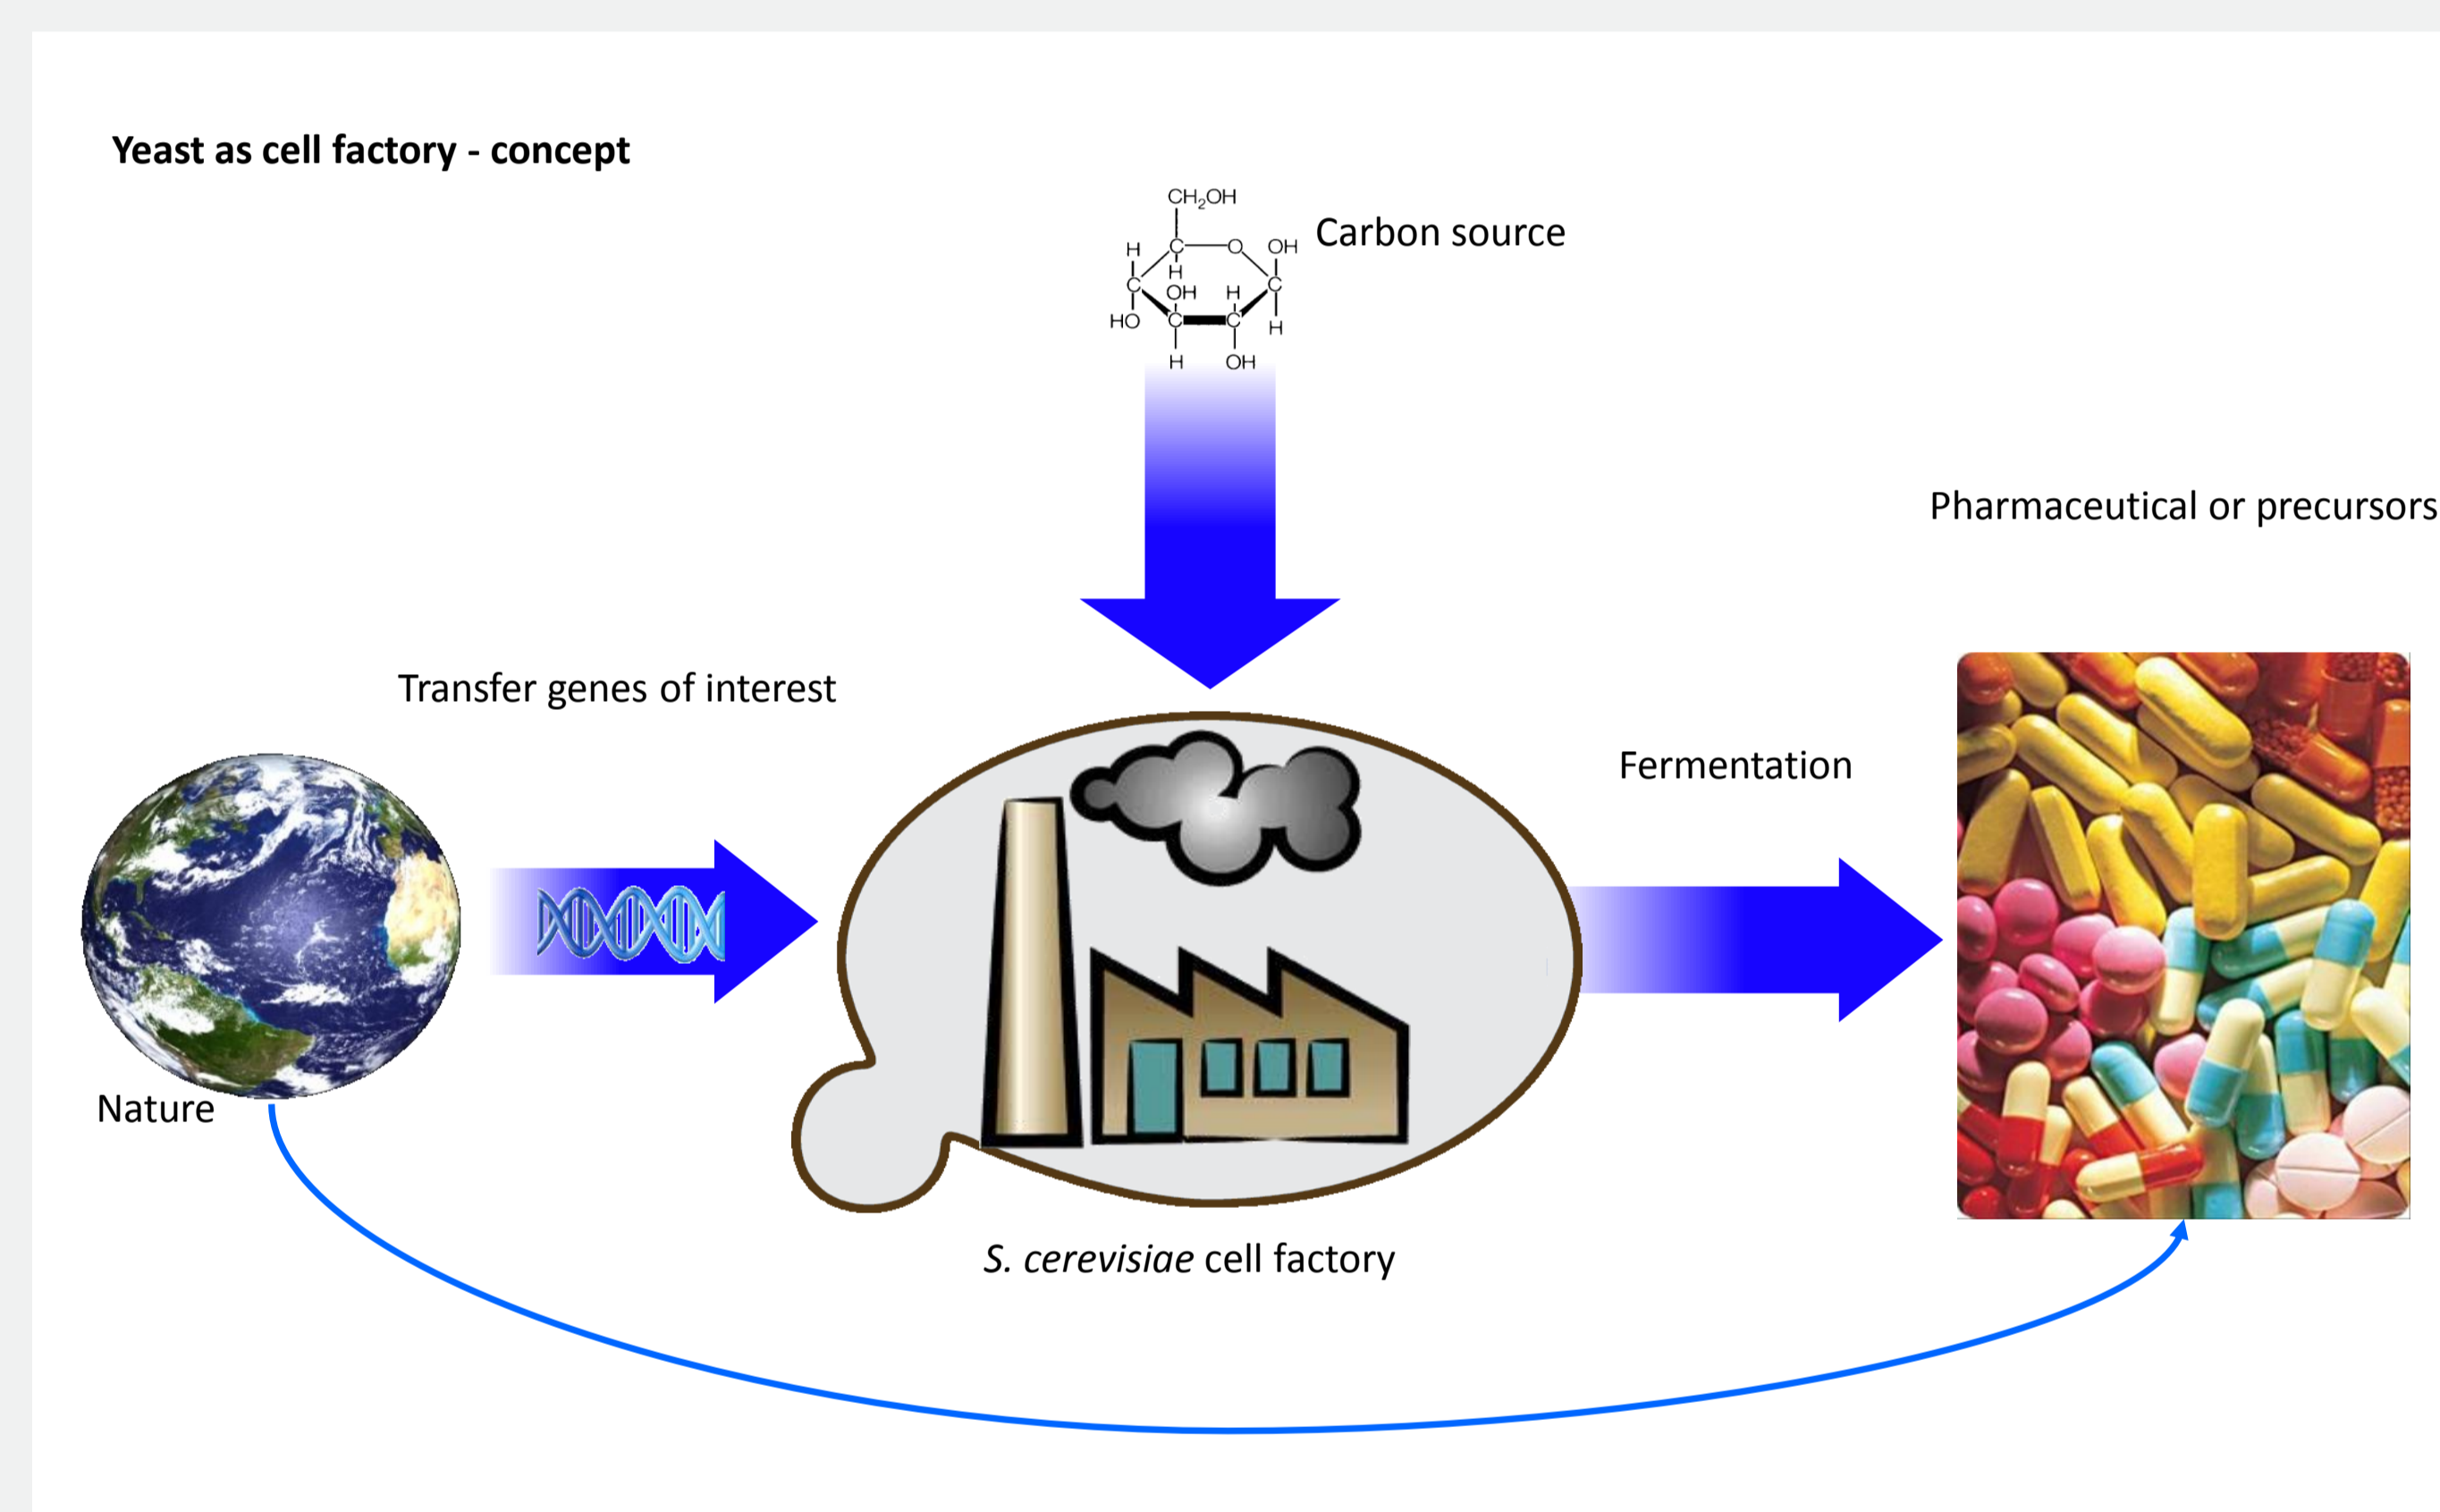 Yeast as cell factory - concept
CH₂OH
Carbon source
H
C
O
OH
H
C
OH
H
C
HO
C
C
H
H
OH
Pharmaceutical or precursors
Transfer genes of interest
Fermentation
Nature
S. cerevisiae cell factory